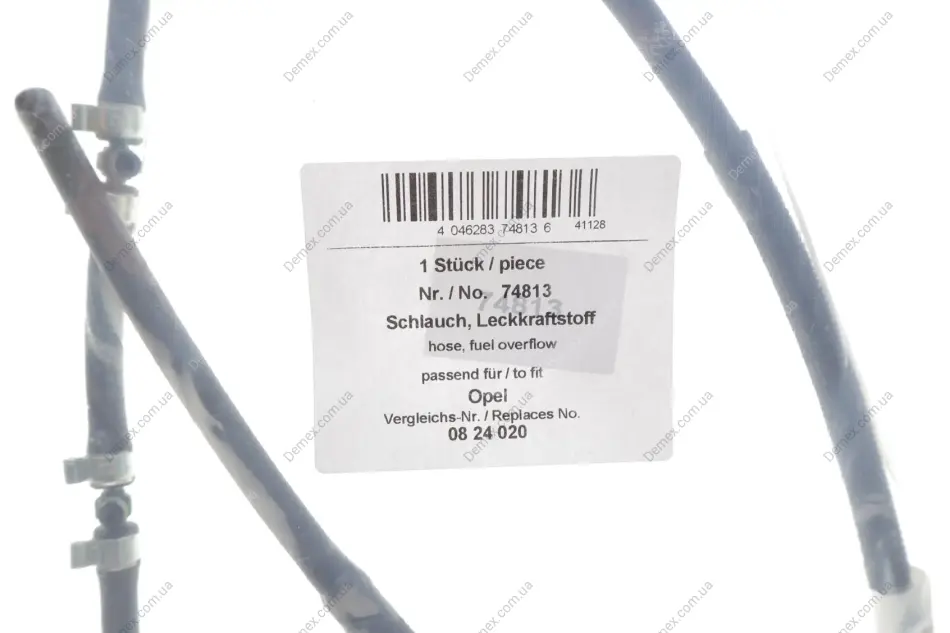 4 046283 74813 6 41128
1 Stück / piece
Nr. / No. 74813
74813
Schlauch, Leckkraftstoff
hose, fuel overflow
passend für / to fit
Opel
Vergleichs-Nr. / Replaces No.
08 24 020
Demex.com.ua